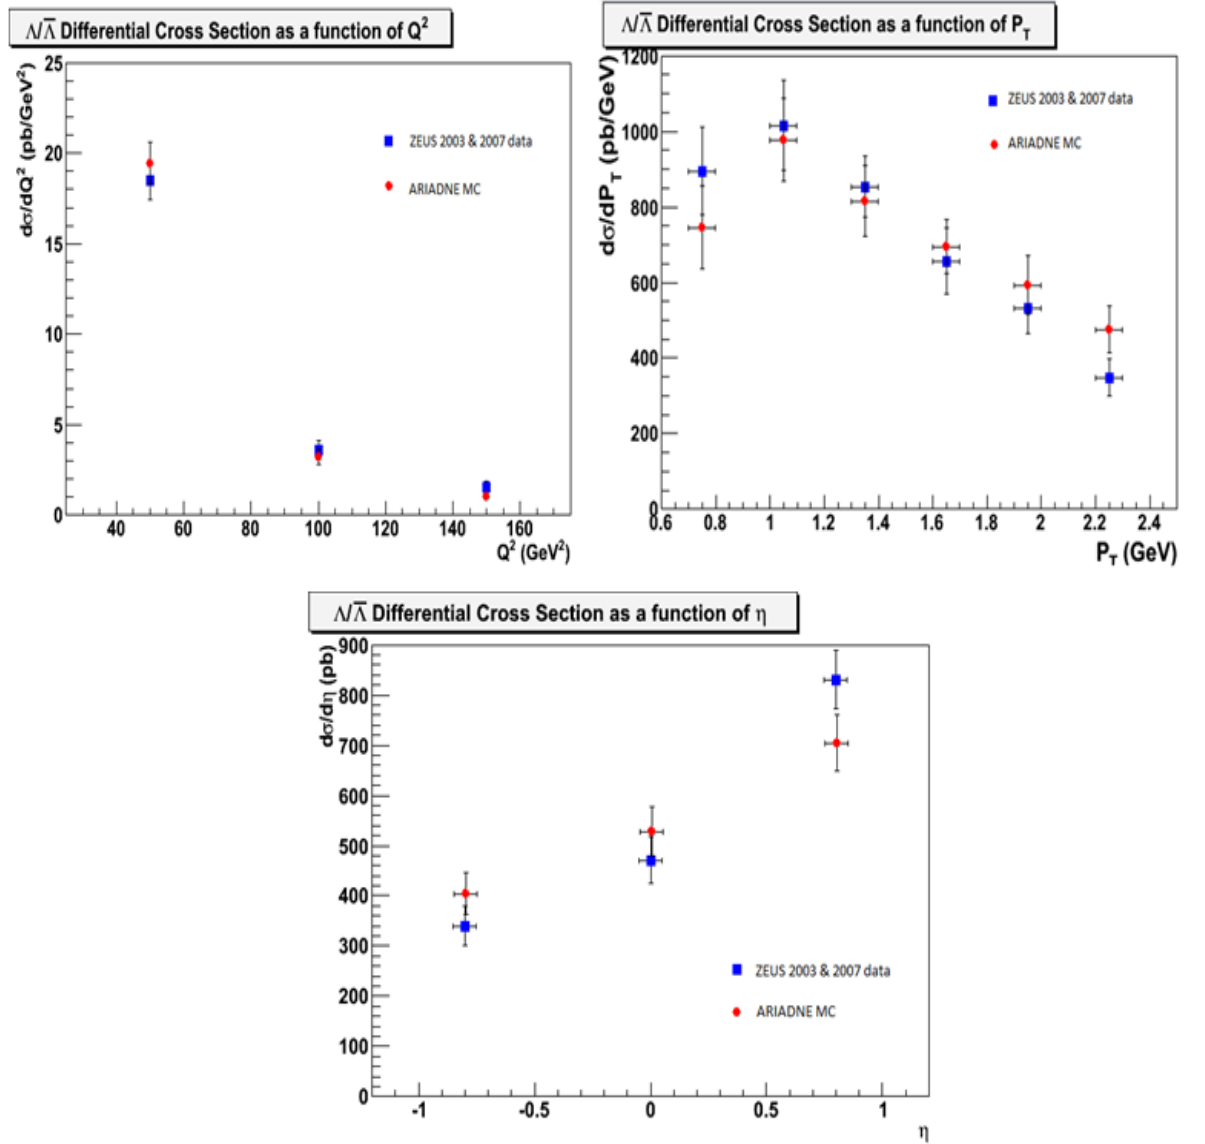 Λ/Λ̅ Differential Cross Section as a function of Q²
dσ/dQ² (pb/GeV²)
25
20
15
10
5
0
ZEUS 2003 & 2007 data
ARIADNE MC
40 60 80 100 120 140 160
Q² (GeV²)
Λ/Λ̅ Differential Cross Section as a function of P_T
dσ/dP_T (pb/GeV)
1200
1000
800
600
400
200
0
ZEUS 2003 & 2007 data
ARIADNE MC
0.6 0.8 1 1.2 1.4 1.6 1.8 2 2.2 2.4
P_T (GeV)
Λ/Λ̅ Differential Cross Section as a function of η
dσ/dη (pb)
900
800
700
600
500
400
300
200
100
0
ZEUS 2003 & 2007 data
ARIADNE MC
-1 -0.5 0 0.5 1
η